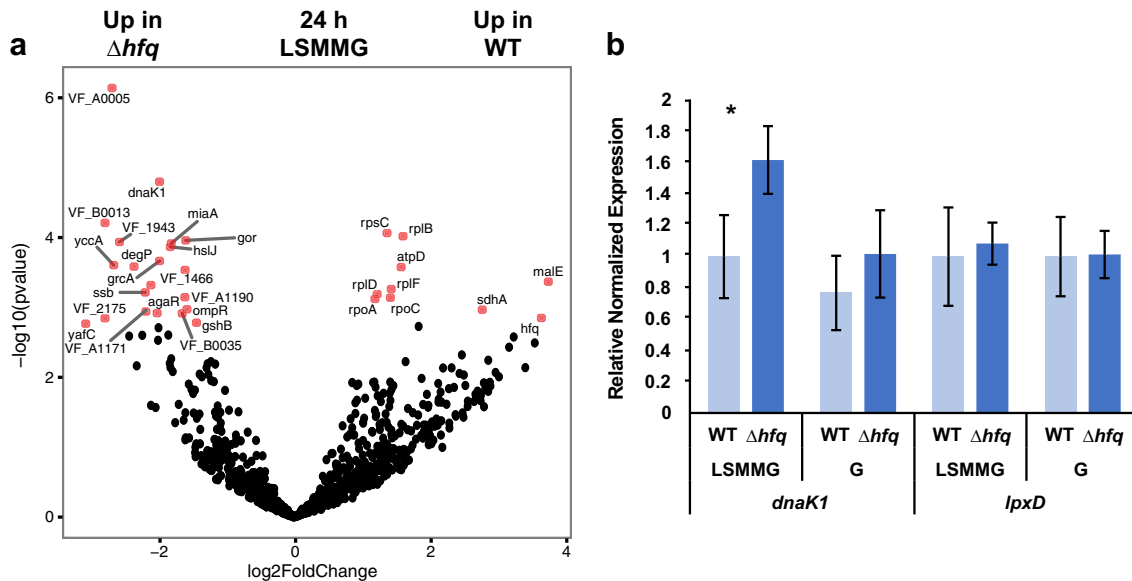 a
Up in
Δhfq
24 h
LSMMG
Up in
WT
−log10(pvalue)
6
4
2
0
−2
0
2
4
log2FoldChange
VF_A0005
dnaK1
VF_B0013
VF_1943
miaA
yccA
degP
gor
hslJ
grcA
VF_1466
ssb
agaR
VF_A1190
VF_2175
ompR
gshB
yafC
VF_A1171
VF_B0035
rpsC
rplB
atpD
rplD
rplF
rpoA
rpoC
malE
sdhA
hfq
b
Relative Normalized Expression
2
1.8
1.6
1.4
1.2
1
0.8
0.6
0.4
0.2
0
*
WT Δhfq WT Δhfq WT Δhfq WT Δhfq
LSMMG G LSMMG G
dnaK1 lpxD